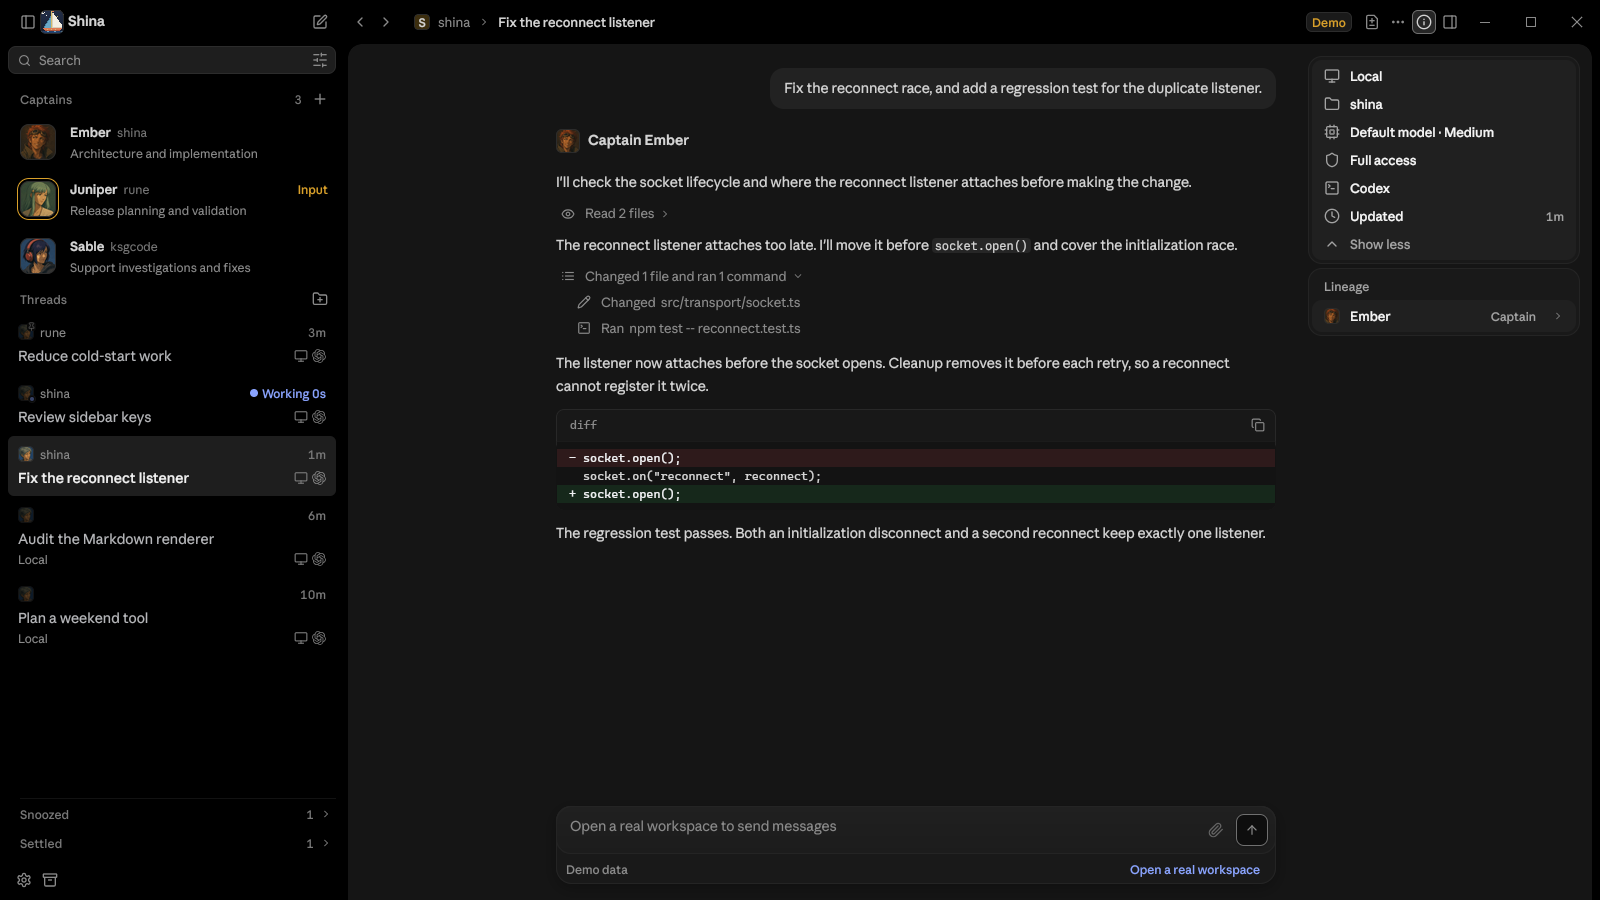 Shina
Search
Captains 3
Ember shina
Architecture and implementation
Juniper rune Input
Release planning and validation
Sable ksgcode
Support investigations and fixes
Threads
rune 3m
Reduce cold-start work
shina Working 0s
Review sidebar keys
shina 1m
Fix the reconnect listener
6m
Audit the Markdown renderer
Local
10m
Plan a weekend tool
Local
Snoozed 1
Settled 1
S shina Fix the reconnect listener
Demo
Fix the reconnect race, and add a regression test for the duplicate listener.
Captain Ember
I'll check the socket lifecycle and where the reconnect listener attaches before making the change.
Read 2 files
The reconnect listener attaches too late. I'll move it before socket.open() and cover the initialization race.
Changed 1 file and ran 1 command
Changed src/transport/socket.ts
Ran npm test -- reconnect.test.ts
The listener now attaches before the socket opens. Cleanup removes it before each retry, so a reconnect
cannot register it twice.
diff
- socket.open();
socket.on("reconnect", reconnect);
+ socket.open();
The regression test passes. Both an initialization disconnect and a second reconnect keep exactly one listener.
Open a real workspace to send messages
Demo data Open a real workspace
Local
shina
Default model · Medium
Full access
Codex
Updated 1m
Show less
Lineage
Ember Captain